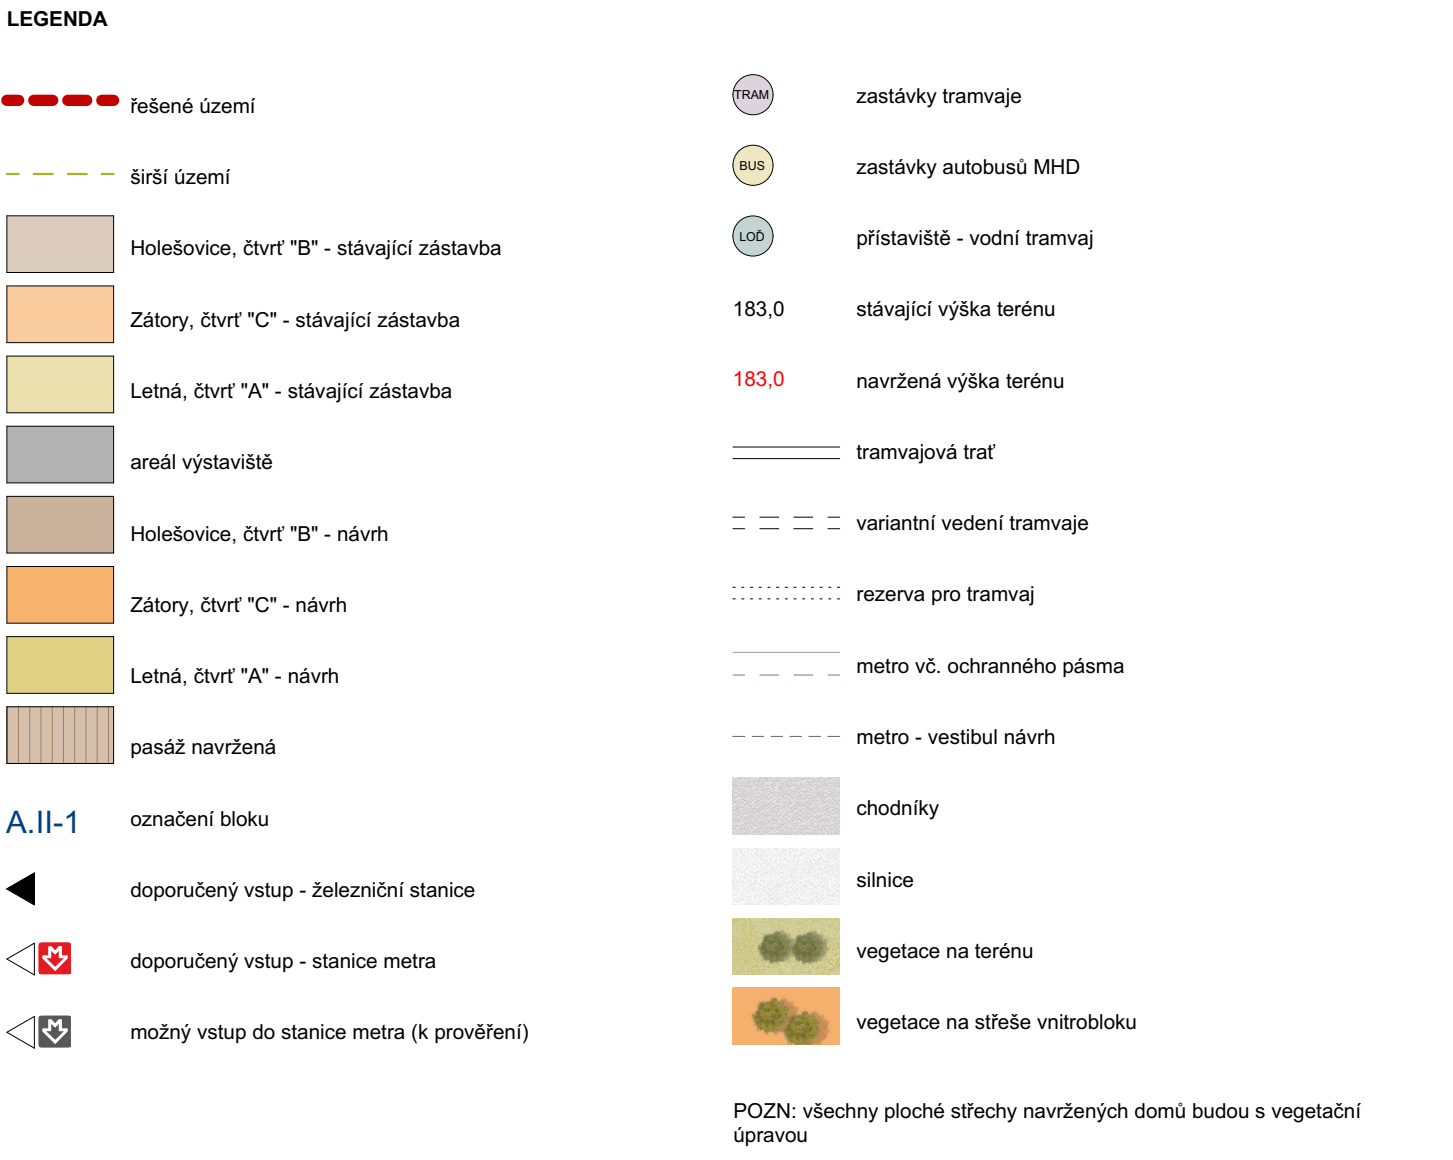 LEGENDA
řešené území
širší území
Holešovice, čtvrť "B" - stávající zástavba
Zátory, čtvrť "C" - stávající zástavba
Letná, čtvrť "A" - stávající zástavba
areál výstaviště
Holešovice, čtvrť "B" - návrh
Zátory, čtvrť "C" - návrh
Letná, čtvrť "A" - návrh
pasáž navržená
A.II-1 označení bloku
doporučený vstup - železniční stanice
M doporučený vstup - stanice metra
M možný vstup do stanice metra (k prověření)
TRAM zastávky tramvaje
BUS zastávky autobusů MHD
LOĎ přístaviště - vodní tramvaj
183,0 stávající výška terénu
183,0 navržená výška terénu
tramvajová trať
variantní vedení tramvaje
rezerva pro tramvaj
metro vč. ochranného pásma
metro - vestibul návrh
chodníky
silnice
vegetace na terénu
vegetace na střeše vnitrobloku
POZN: všechny ploché střechy navržených domů budou s vegetační
úpravou